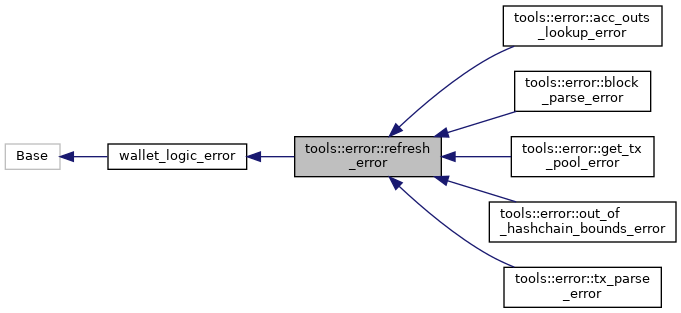 Base
wallet_logic_error
tools::error::refresh
_error
tools::error::acc_outs
_lookup_error
tools::error::block
_parse_error
tools::error::get_tx
_pool_error
tools::error::out_of
_hashchain_bounds_error
tools::error::tx_parse
_error